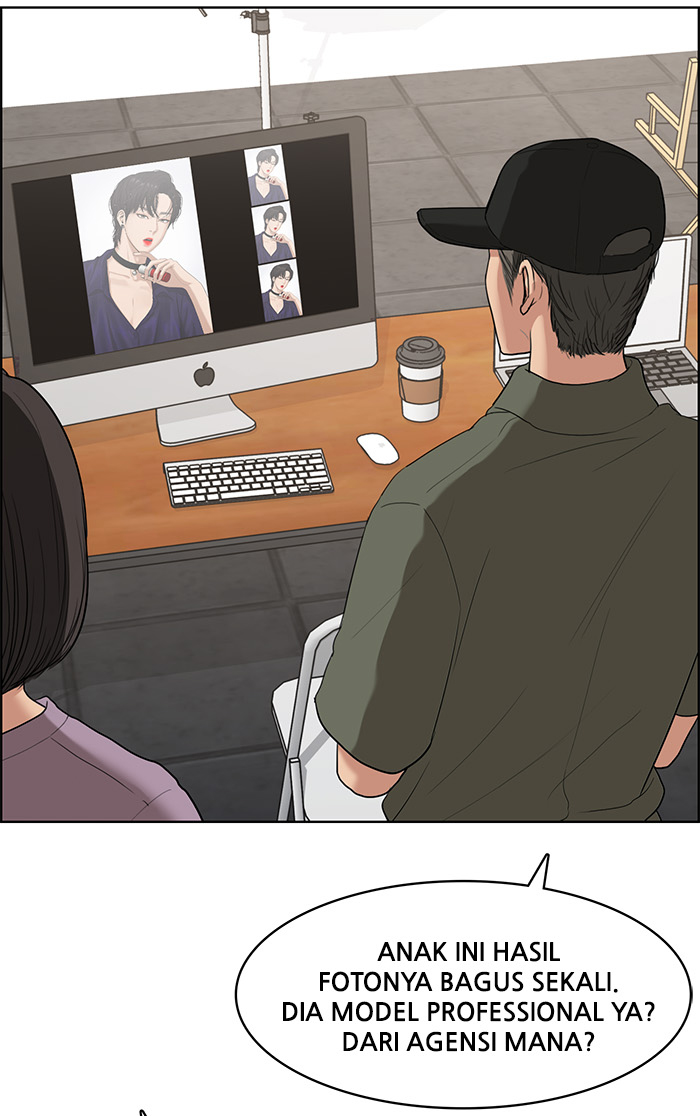 ANAK INI HASIL
FOTONYA BAGUS SEKALI.
DIA MODEL PROFESSIONAL YA?
DARI AGENSI MANA?